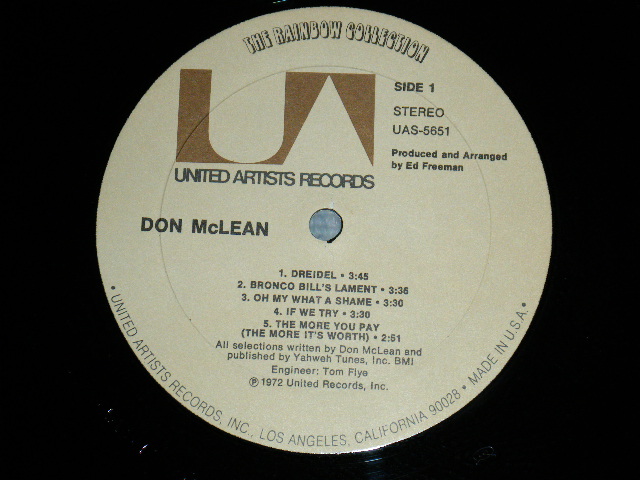 THE RAINBOW COLLECTION
UA
SIDE 1
STEREO
UAS-5651
Produced and Arranged
by Ed Freeman
UNITED ARTISTS RECORDS
DON McLEAN
1. DREIDEL • 3:45
2. BRONCO BILL'S LAMENT • 3:36
3. OH MY WHAT A SHAME • 3:30
4. IF WE TRY • 3:30
5. THE MORE YOU PAY
(THE MORE IT'S WORTH) • 2:51
All selections written by Don McLean and
published by Yahweh Tunes, Inc. BMI
Engineer: Tom Flye
℗ 1972 United Records, Inc.
• UNITED ARTISTS RECORDS, INC., LOS ANGELES, CALIFORNIA 90028 • MADE IN U.S.A. •